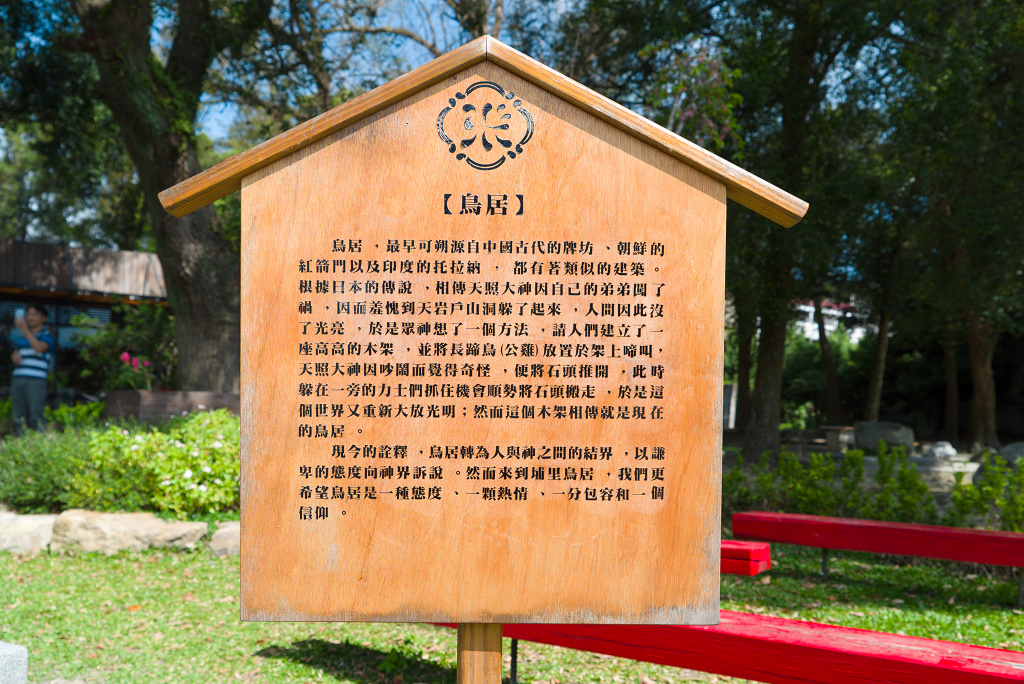 【鳥居】
鳥居 ，最早可朔源自中國古代的牌坊 、朝鮮的
紅箭門以及印度的托拉納 ， 都有著類似的建築 。
根據日本的傳說 ，相傳天照大神因自己的弟弟闖了
禍 ，因而羞愧到天岩戶山洞躲了起來 ，人間因此沒
了光亮 ，於是眾神想了一個方法 ，請人們建立了一
座高高的木架 ，並將長蹄鳥(公雞)放置於架上啼叫，
天照大神因吵鬧而覺得奇怪 ，便將石頭推開 ，此時
躲在一旁的力士們抓住機會順勢將石頭搬走 ，於是這
個世界又重新大放光明；然而這個木架相傳就是現在
的鳥居 。
現今的詮釋 ，鳥居轉為人與神之間的結界 ，以謙
卑的態度向神界訴說 。然而來到埔里鳥居 ，我們更
希望鳥居是一種態度 、一顆熱情 、一分包容和一個
信仰 。